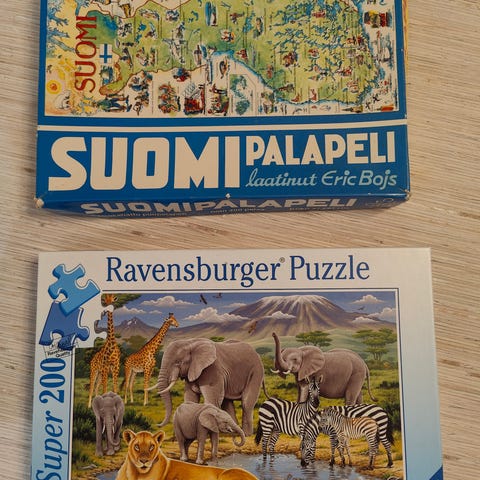 SUOMI
SUOMI PALAPELI
laatinut Eric Bojs
SUOMIPALAPELI
Ravensburger® Puzzle
Super 200